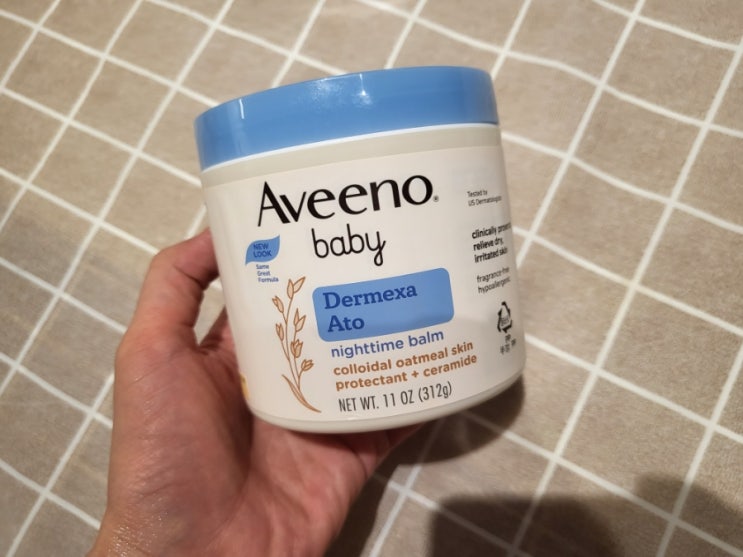 Aveeno®
baby
NEW
LOOK
Same
Great
Formula
Dermexa
Ato
nighttime balm
colloidal oatmeal skin
protectant + ceramide
NET WT. 11 OZ (312g)
Tested by
US Dermatologists
clinically
relieve dry,
irritated skin
fragrance-free
hypoallergenic
PP